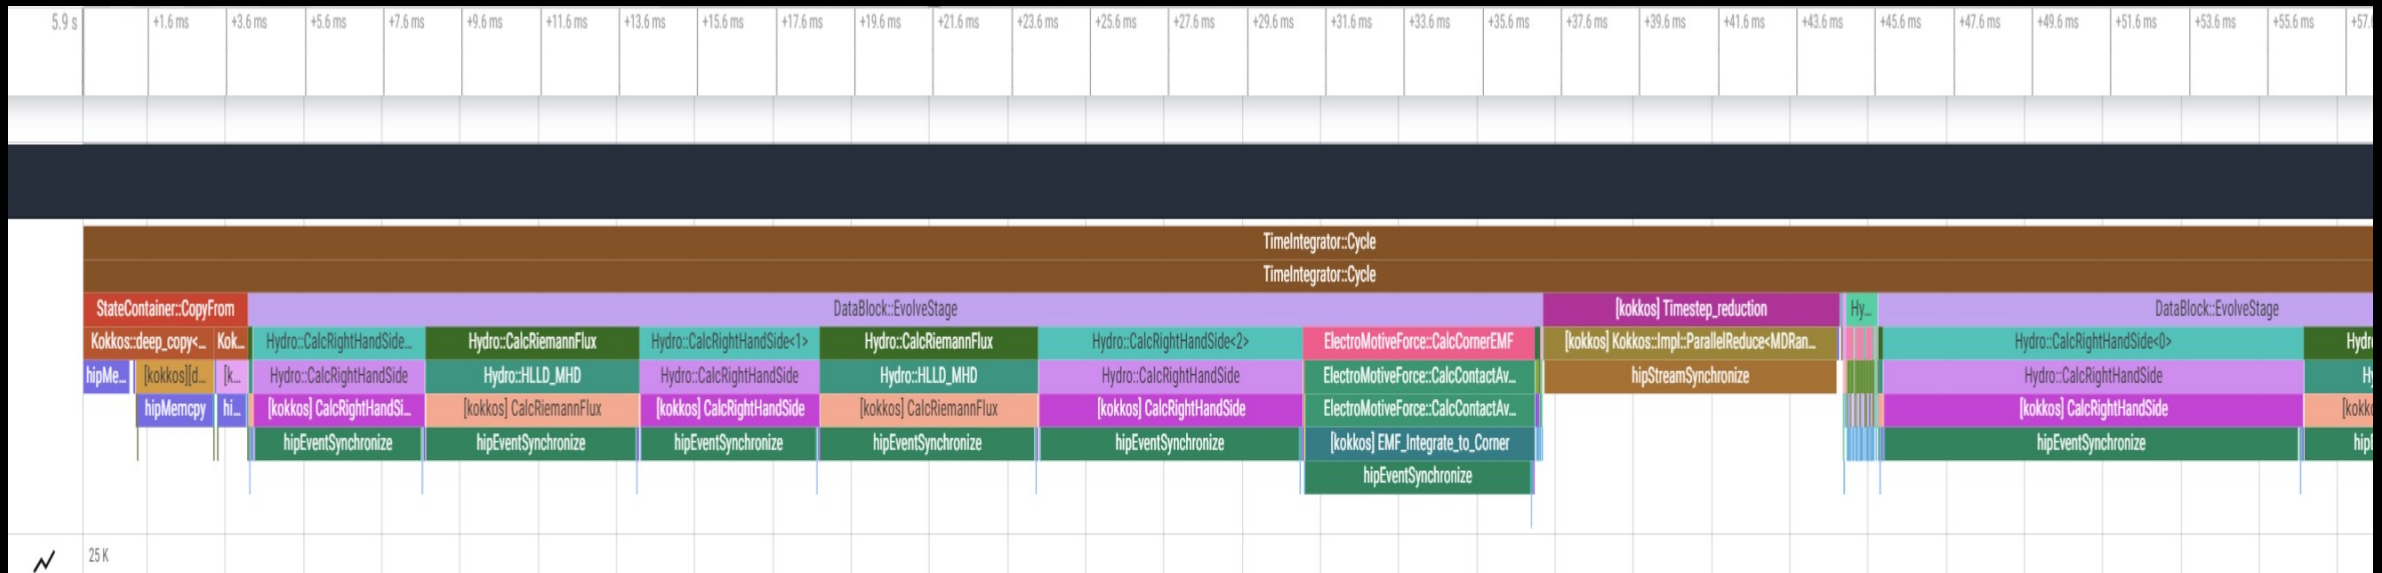 5.9 s +1.6 ms +3.6 ms +5.6 ms +7.6 ms +9.6 ms +11.6 ms +13.6 ms +15.6 ms +17.6 ms +19.6 ms +21.6 ms +23.6 ms +25.6 ms +27.6 ms +29.6 ms +31.6 ms +33.6 ms +35.6 ms +37.6 ms +39.6 ms +41.6 ms +43.6 ms +45.6 ms +47.6 ms +49.6 ms +51.6 ms +53.6 ms +55.6 ms +57.
TimeIntegrator::Cycle
TimeIntegrator::Cycle
StateContainer::CopyFrom DataBlock::EvolveStage [kokkos] Timestep_reduction Hy... DataBlock::EvolveStage
Kokkos::deep_copy<... Kok... Hydro::CalcRightHandSide... Hydro::CalcRiemannFlux Hydro::CalcRightHandSide<1> Hydro::CalcRiemannFlux Hydro::CalcRightHandSide<2> ElectroMotiveForce::CalcCornerEMF [kokkos] Kokkos::Impl::ParallelReduce<MDRan... Hydro::CalcRightHandSide<0> Hydr
hipMe... [kokkos][d... [k... Hydro::CalcRightHandSide Hydro::HLLD_MHD Hydro::CalcRightHandSide Hydro::HLLD_MHD Hydro::CalcRightHandSide ElectroMotiveForce::CalcContactAv... hipStreamSynchronize Hydro::CalcRightHandSide Hy
hipMemcpy hi... [kokkos] CalcRightHandSi... [kokkos] CalcRiemannFlux [kokkos] CalcRightHandSide [kokkos] CalcRiemannFlux [kokkos] CalcRightHandSide ElectroMotiveForce::CalcContactAv... [kokkos] CalcRightHandSide [kokk
hipEventSynchronize hipEventSynchronize hipEventSynchronize hipEventSynchronize hipEventSynchronize [kokkos] EMF_Integrate_to_Corner hipEventSynchronize hip
hipEventSynchronize
25 K